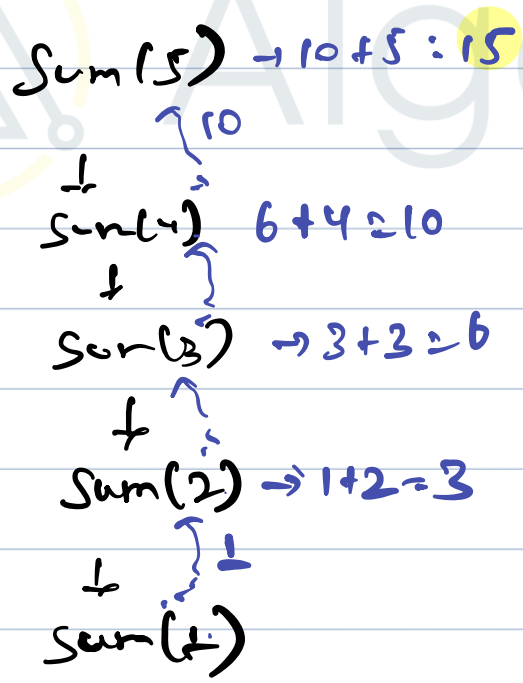 Sum(5) → 10 + 5 = 15
10
Sum(4) 6 + 4 = 10
Sum(3) → 3 + 3 = 6
Sum(2) → 1 + 2 = 3
1
Sum(1)